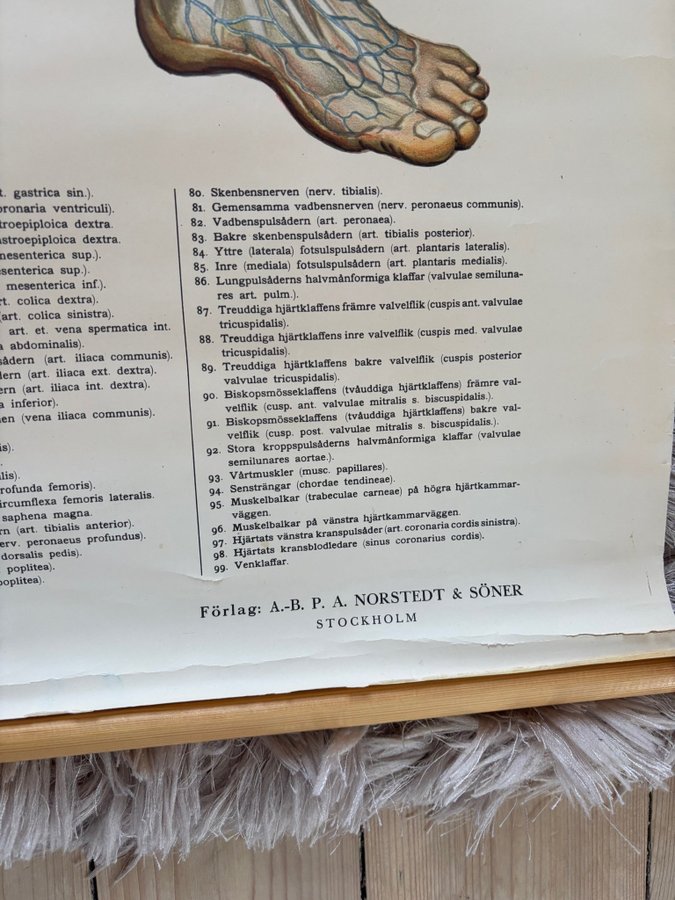 t. gastrica sin.).
oronaria ventriculi).
stroepiploica dextra.
astroepiploica dextra.
mesenterica sup.).
esenterica sup.).
mesenterica inf.).
rt. colica dextra).
(art. colica sinistra).
art. et. vena spermatica int.
a abdominalis).
sådern (art. iliaca communis).
dern (art. iliaca ext. dextra).
ern (art. iliaca int. dextra).
a inferior).
nen (vena iliaca communis).
is).
alis).
rofunda femoris).
circumflexa femoris lateralis.
saphena magna.
rn (art. tibialis anterior).
erv. peronaeus profundus).
dorsalis pedis).
poplitea).
poplitea).
80. Skenbensnerven (nerv. tibialis).
81. Gemensamma vadbensnerven (nerv. peronaeus communis).
82. Vadbenspulsådern (art. peronaea).
83. Bakre skenbenspulsådern (art. tibialis posterior).
84. Yttre (laterala) fotsulspulsådern (art. plantaris lateralis).
85. Inre (mediala) fotsulspulsådern (art. plantaris medialis).
86. Lungpulsåderns halvmånformiga klaffar (valvulae semiluna-
res art. pulm.).
87. Treuddiga hjärtklaffens främre valvelflik (cuspis ant. valvulae
tricuspidalis).
88. Treuddiga hjärtklaffens inre velflik (cuspis med. valvulae
tricuspidalis).
89. Treuddiga hjärtklaffens bakre valvelflik (cuspis posterior
valvulae tricuspidalis).
90. Biskopsmösseklaffens (tvåuddiga hjärtklaffens) främre val-
velflik (cusp. ant. valvulae mitralis s. biscuspidalis.).
91. Biskopsmösseklaffens (tvåuddiga hjärtklaffens) bakre val-
velflik (cusp. post. valvulae mitralis s. biscuspidalis.).
92. Stora kroppspulsåderns halvmånformiga klaffar (valvulae
semilunares aortae.).
93. Vårtmuskler (musc. papillares).
94. Sensträngar (chordae tendineae).
95. Muskelbalkar (trabeculae carneae) på högra hjärtkammar-
väggen.
96. Muskelbalkar på vänstra hjärtkammarväggen.
97. Hjärtats vänstra kranspulsåder (art. coronaria cordis sinistra).
98. Hjärtats kransblodledare (sinus coronarius cordis).
99. Venklaffar.
Förlag: A.-B. P. A. NORSTEDT & SÖNER
STOCKHOLM